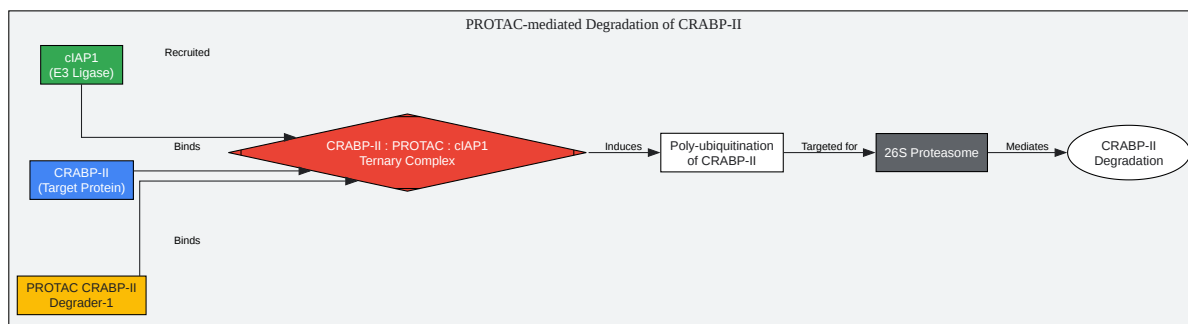 PROTAC-mediated Degradation of CRABP-II
cIAP1
(E3 Ligase)
Recruited
Binds
CRABP-II
(Target Protein)
Binds
PROTAC CRABP-II
Degrader-1
CRABP-II : PROTAC : cIAP1
Ternary Complex
Induces
Poly-ubiquitination
of CRABP-II
Targeted for
26S Proteasome
Mediates
CRABP-II
Degradation